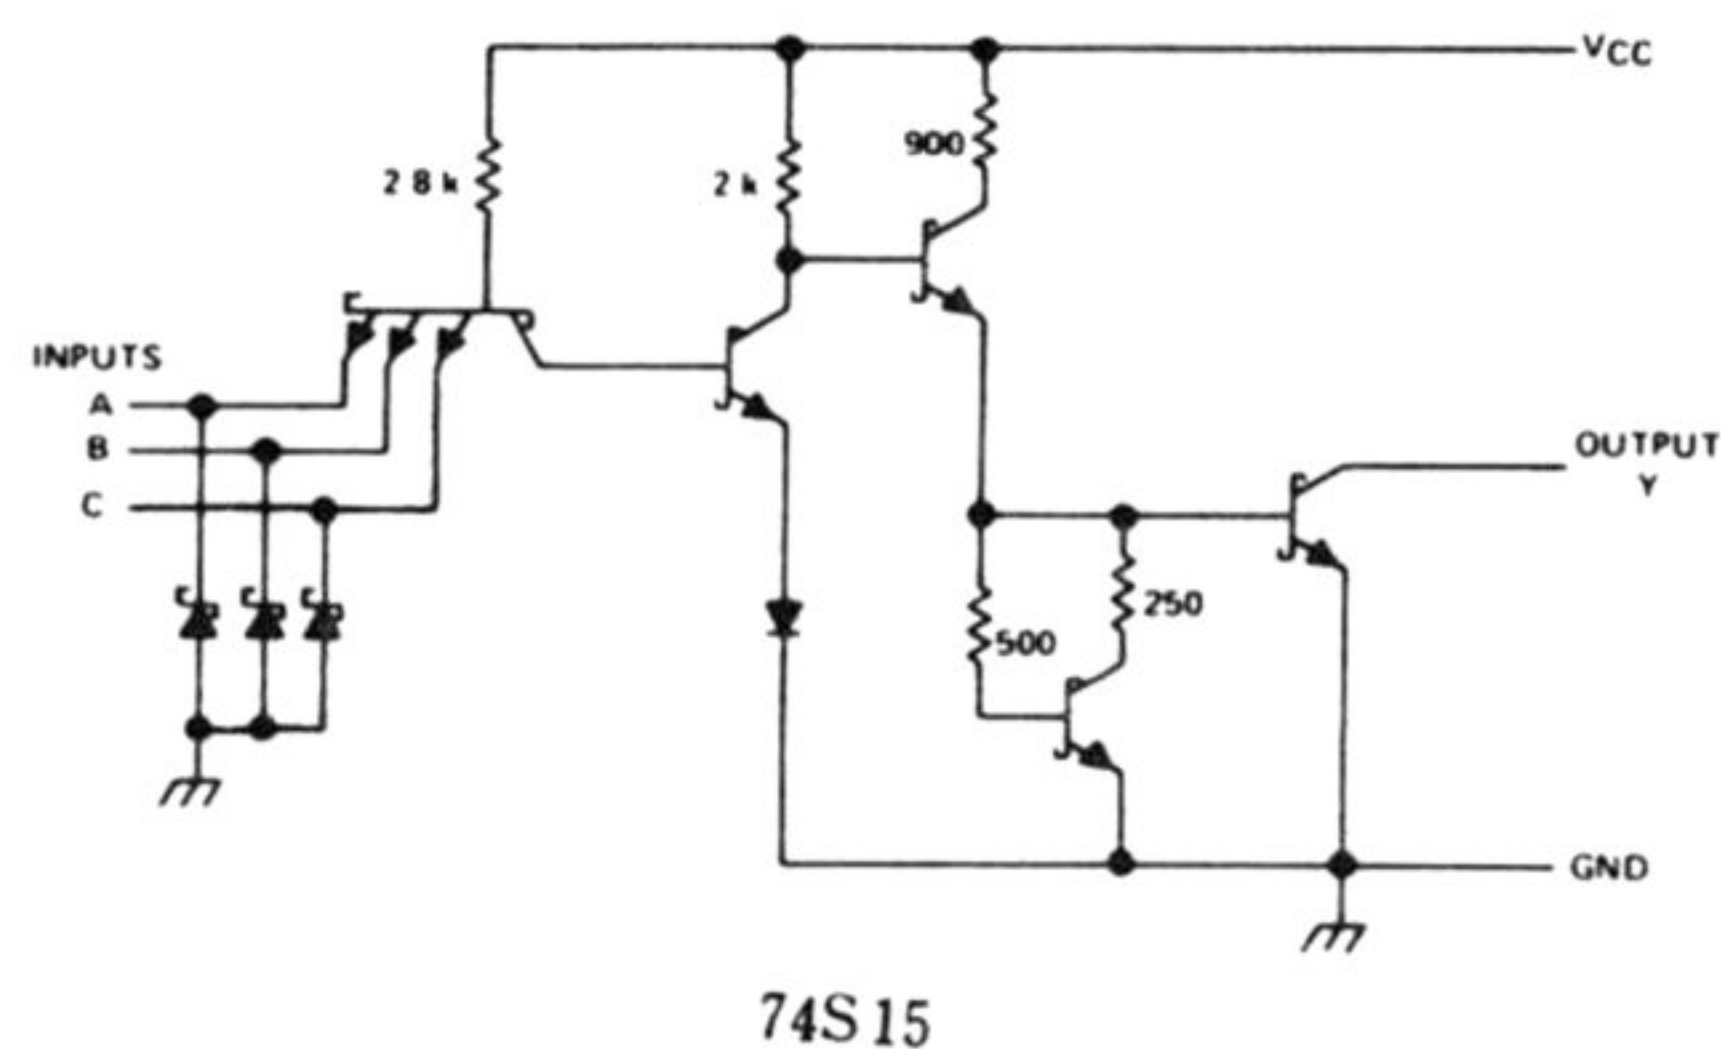 VCC
900
2 8 k
2 k
INPUTS
A
B
C
OUTPUT
Y
250
500
GND
74S15